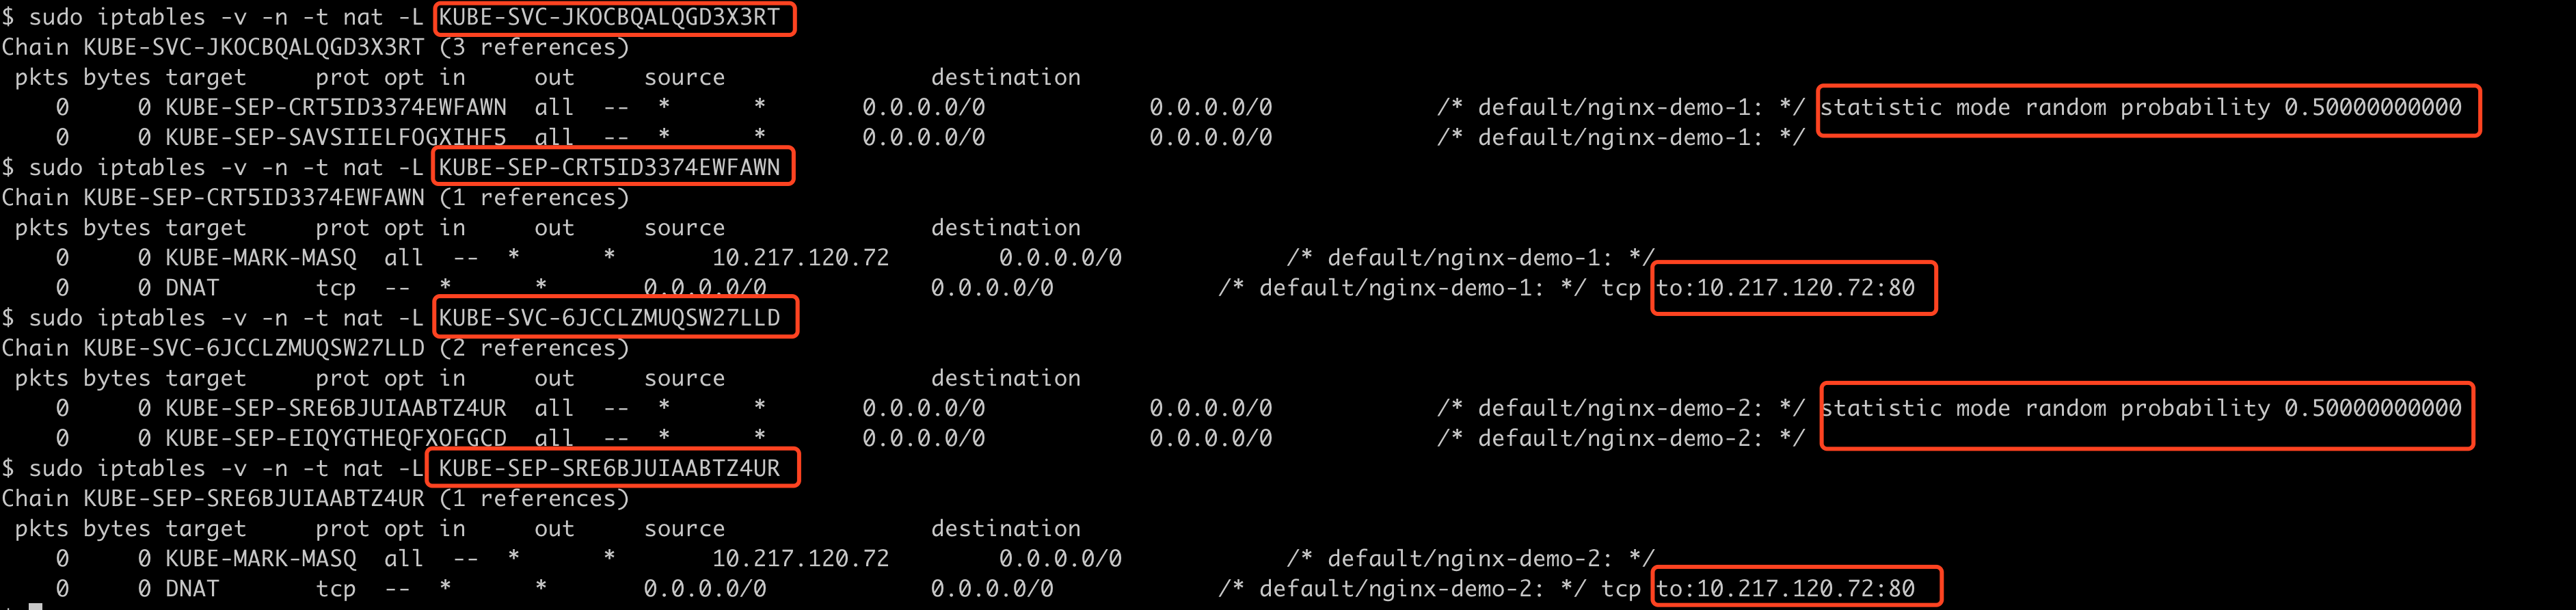 $ sudo iptables -v -n -t nat -L KUBE-SVC-JKOCBQALQGD3X3RT
Chain KUBE-SVC-JKOCBQALQGD3X3RT (3 references)
 pkts bytes target     prot opt in     out     source               destination
    0     0 KUBE-SEP-CRT5ID3374EWFAWN  all  --  *      *       0.0.0.0/0            0.0.0.0/0            /* default/nginx-demo-1: */ statistic mode random probability 0.50000000000
    0     0 KUBE-SEP-SAVSIIELFOGXIHF5  all  --  *      *       0.0.0.0/0            0.0.0.0/0            /* default/nginx-demo-1: */
$ sudo iptables -v -n -t nat -L KUBE-SEP-CRT5ID3374EWFAWN
Chain KUBE-SEP-CRT5ID3374EWFAWN (1 references)
 pkts bytes target     prot opt in     out     source               destination
    0     0 KUBE-MARK-MASQ  all  --  *      *       10.217.120.72        0.0.0.0/0            /* default/nginx-demo-1: */
    0     0 DNAT       tcp  --  *      *       0.0.0.0/0            0.0.0.0/0            /* default/nginx-demo-1: */ tcp to:10.217.120.72:80
$ sudo iptables -v -n -t nat -L KUBE-SVC-6JCCLZMUQSW27LLD
Chain KUBE-SVC-6JCCLZMUQSW27LLD (2 references)
 pkts bytes target     prot opt in     out     source               destination
    0     0 KUBE-SEP-SRE6BJUIAABTZ4UR  all  --  *      *       0.0.0.0/0            0.0.0.0/0            /* default/nginx-demo-2: */ statistic mode random probability 0.50000000000
    0     0 KUBE-SEP-EIQYGTHEQFXOFGCD  all  --  *      *       0.0.0.0/0            0.0.0.0/0            /* default/nginx-demo-2: */
$ sudo iptables -v -n -t nat -L KUBE-SEP-SRE6BJUIAABTZ4UR
Chain KUBE-SEP-SRE6BJUIAABTZ4UR (1 references)
 pkts bytes target     prot opt in     out     source               destination
    0     0 KUBE-MARK-MASQ  all  --  *      *       10.217.120.72        0.0.0.0/0            /* default/nginx-demo-2: */
    0     0 DNAT       tcp  --  *      *       0.0.0.0/0            0.0.0.0/0            /* default/nginx-demo-2: */ tcp to:10.217.120.72:80